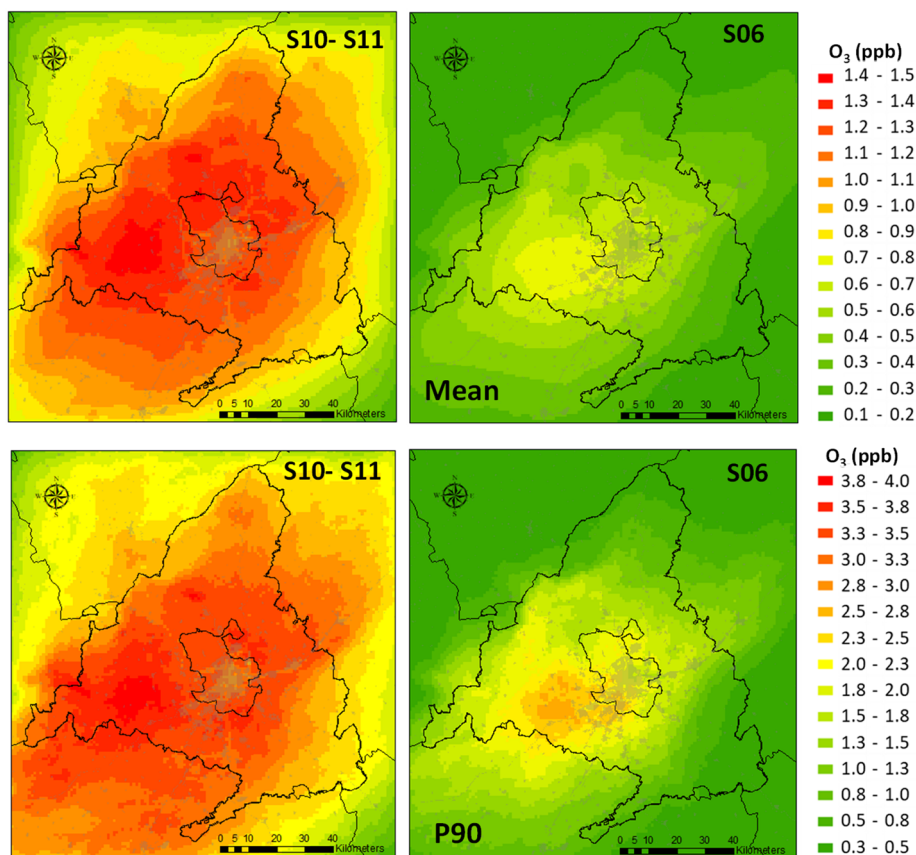 S10- S11
N
W E
S
0 5 10 20 30 40
Kilometers
S06
N
W E
S
Mean
0 5 10 20 30 40
Kilometers
O3 (ppb)
1.4 - 1.5
1.3 - 1.4
1.2 - 1.3
1.1 - 1.2
1.0 - 1.1
0.9 - 1.0
0.8 - 0.9
0.7 - 0.8
0.6 - 0.7
0.5 - 0.6
0.4 - 0.5
0.3 - 0.4
0.2 - 0.3
0.1 - 0.2
S10- S11
N
W E
S
0 5 10 20 30 40
Kilometers
S06
N
W E
S
P90
0 5 10 20 30 40
Kilometers
O3 (ppb)
3.8 - 4.0
3.5 - 3.8
3.3 - 3.5
3.0 - 3.3
2.8 - 3.0
2.5 - 2.8
2.3 - 2.5
2.0 - 2.3
1.8 - 2.0
1.5 - 1.8
1.3 - 1.5
1.0 - 1.3
0.8 - 1.0
0.5 - 0.8
0.3 - 0.5